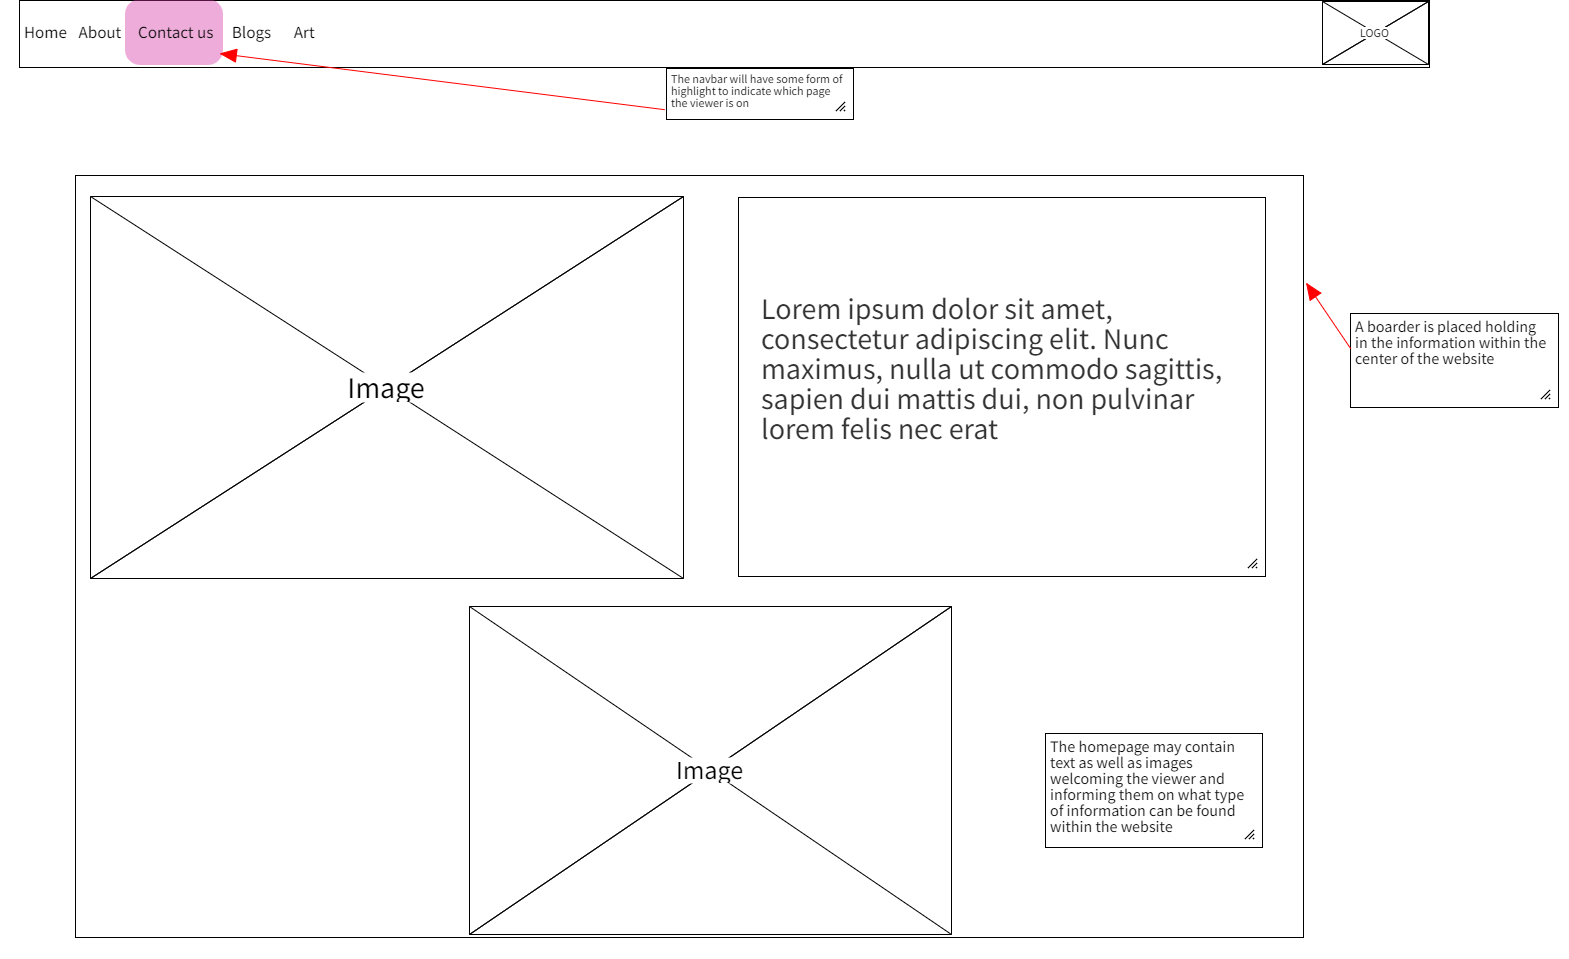 Home About Contact us Blogs Art LOGO
The navbar will have some form of
highlight to indicate which page
the viewer is on
Image
Lorem ipsum dolor sit amet,
consectetur adipiscing elit. Nunc
maximus, nulla ut commodo sagittis,
sapien dui mattis dui, non pulvinar
lorem felis nec erat
A boarder is placed holding
in the information within the
center of the website
Image
The homepage may contain
text as well as images
welcoming the viewer and
informing them on what type
of information can be found
within the website